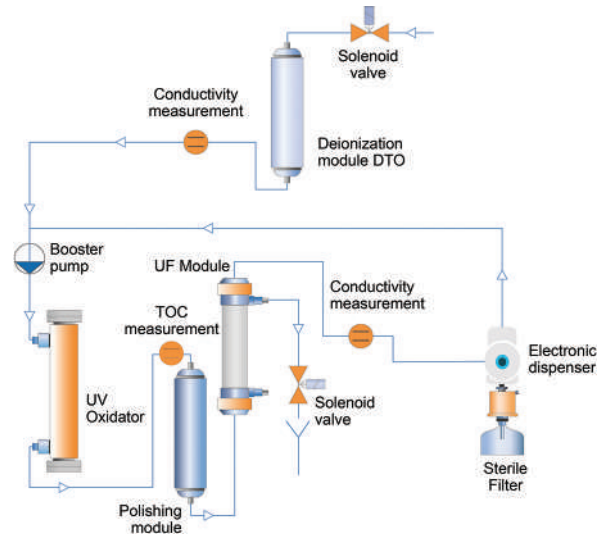 Solenoid
valve
Conductivity
measurement
Deionization
module DTO
Booster
pump
UF Module
Conductivity
measurement
TOC
measurement
Electronic
dispenser
UV
Oxidator
Solenoid
valve
Sterile
Filter
Polishing
module